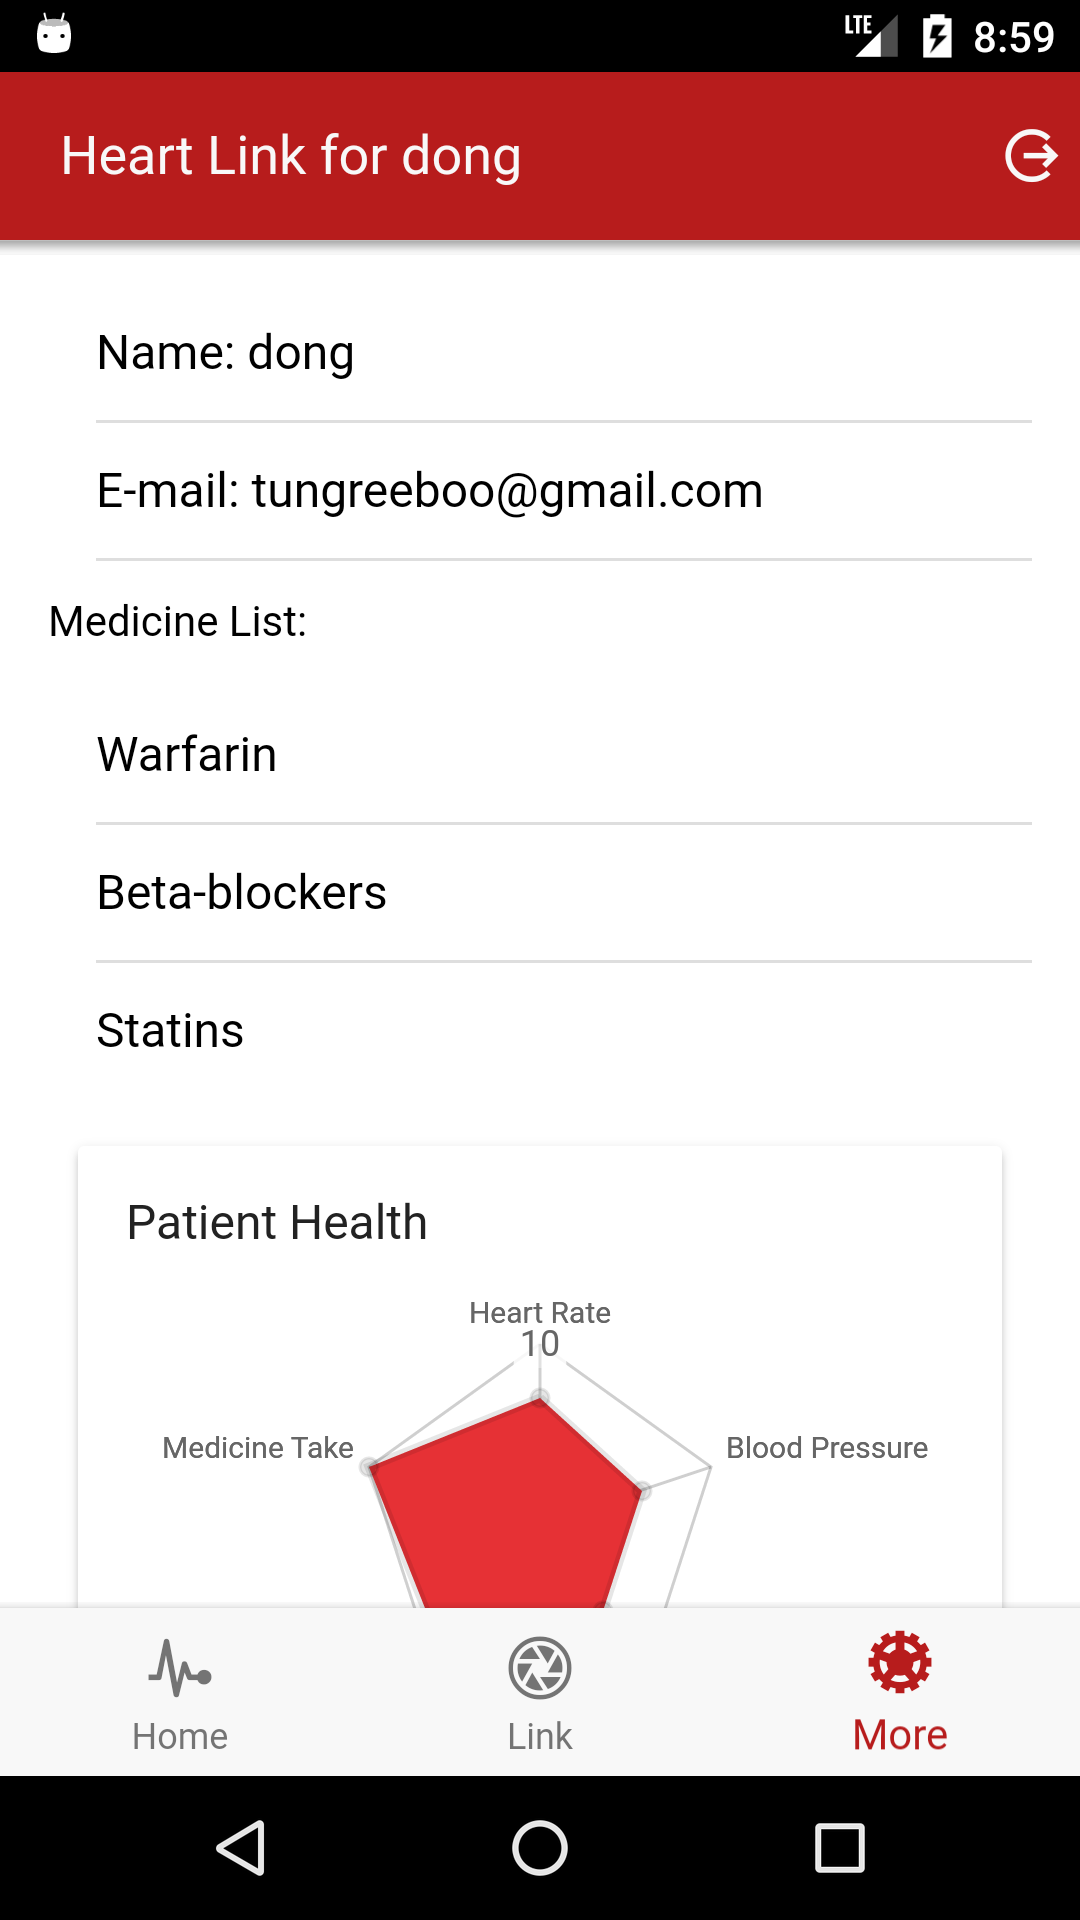 LTE 8:59
Heart Link for dong
Name: dong
E-mail: tungreeboo@gmail.com
Medicine List:
Warfarin
Beta-blockers
Statins
Patient Health
Heart Rate
10
Medicine Take Blood Pressure
Home Link More